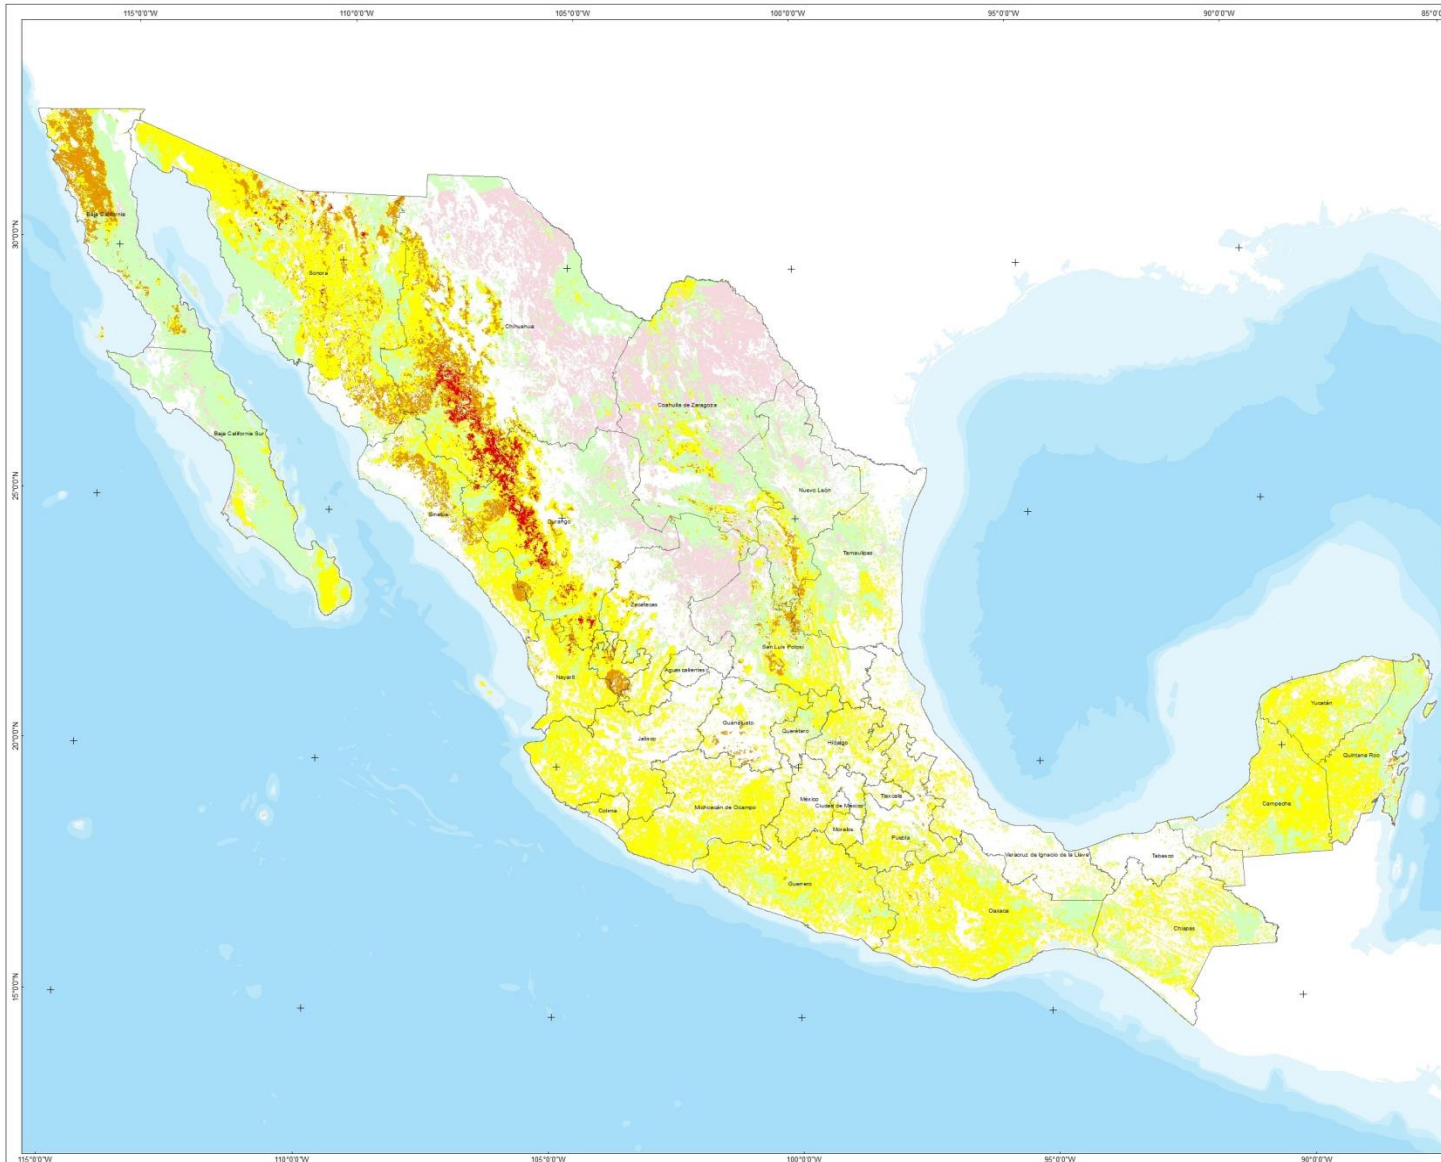 115°0'0"W 110°0'0"W 105°0'0"W 100°0'0"W 95°0'0"W 90°0'0"W 85°0'0"W
Baja California
30°0'0"N
Sonora
Chihuahua
Coahuila de Zaragoza
Baja California Sur
25°0'0"N
Nuevo León
Sinaloa
Durango
Tamaulipas
Zacatecas
San Luis Potosí
Aguascalientes
Nayarit
Yucatán
Guanajuato
Querétaro
20°0'0"N
Jalisco
Hidalgo
Quintana Roo
Tlaxcala
México
Ciudad de México
Campeche
Colima
Michoacán de Ocampo
Morelos
Puebla
Veracruz de Ignacio de la Llave
Tabasco
Guerrero
Oaxaca
Chiapas
15°0'0"N
115°0'0"W 110°0'0"W 105°0'0"W 100°0'0"W 95°0'0"W 90°0'0"W